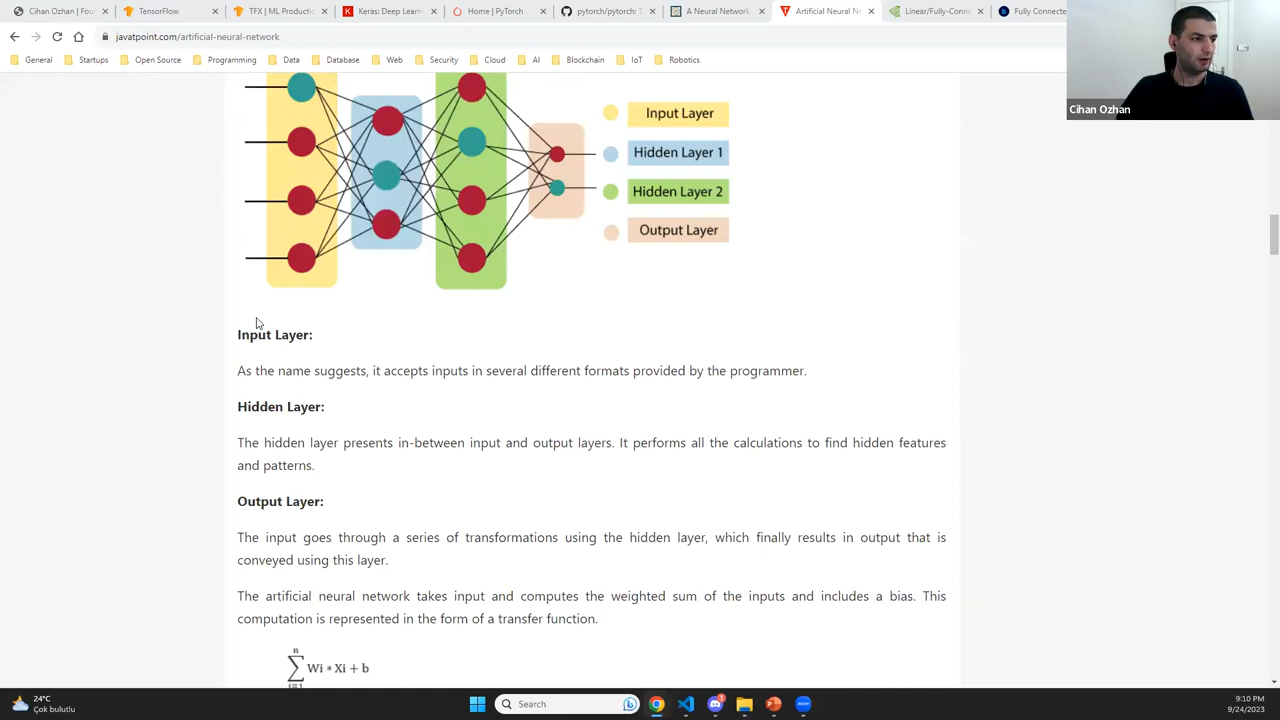 Cihan Ozhan | Four
TensorFlow
TFX | ML Producti
Keras: Deep Learn
Home | PyTorch
pytorch/pytorch: T
A Neural Network
Artificial Neural N
Linear/Fully-Conne
Fully Connecte
javatpoint.com/artificial-neural-network
General
Startups
Open Source
Programming
Data
Database
Web
Security
Cloud
AI
Blockchain
IoT
Robotics
Cihan Ozhan
Input Layer
Hidden Layer 1
Hidden Layer 2
Output Layer
Input Layer:
As the name suggests, it accepts inputs in several different formats provided by the programmer.
Hidden Layer:
The hidden layer presents in-between input and output layers. It performs all the calculations to find hidden features
and patterns.
Output Layer:
The input goes through a series of transformations using the hidden layer, which finally results in output that is
conveyed using this layer.
The artificial neural network takes input and computes the weighted sum of the inputs and includes a bias. This
computation is represented in the form of a transfer function.
n
∑ Wi * Xi + b
i=1
24°C
Çok bulutlu
Search
9:10 PM
9/24/2023